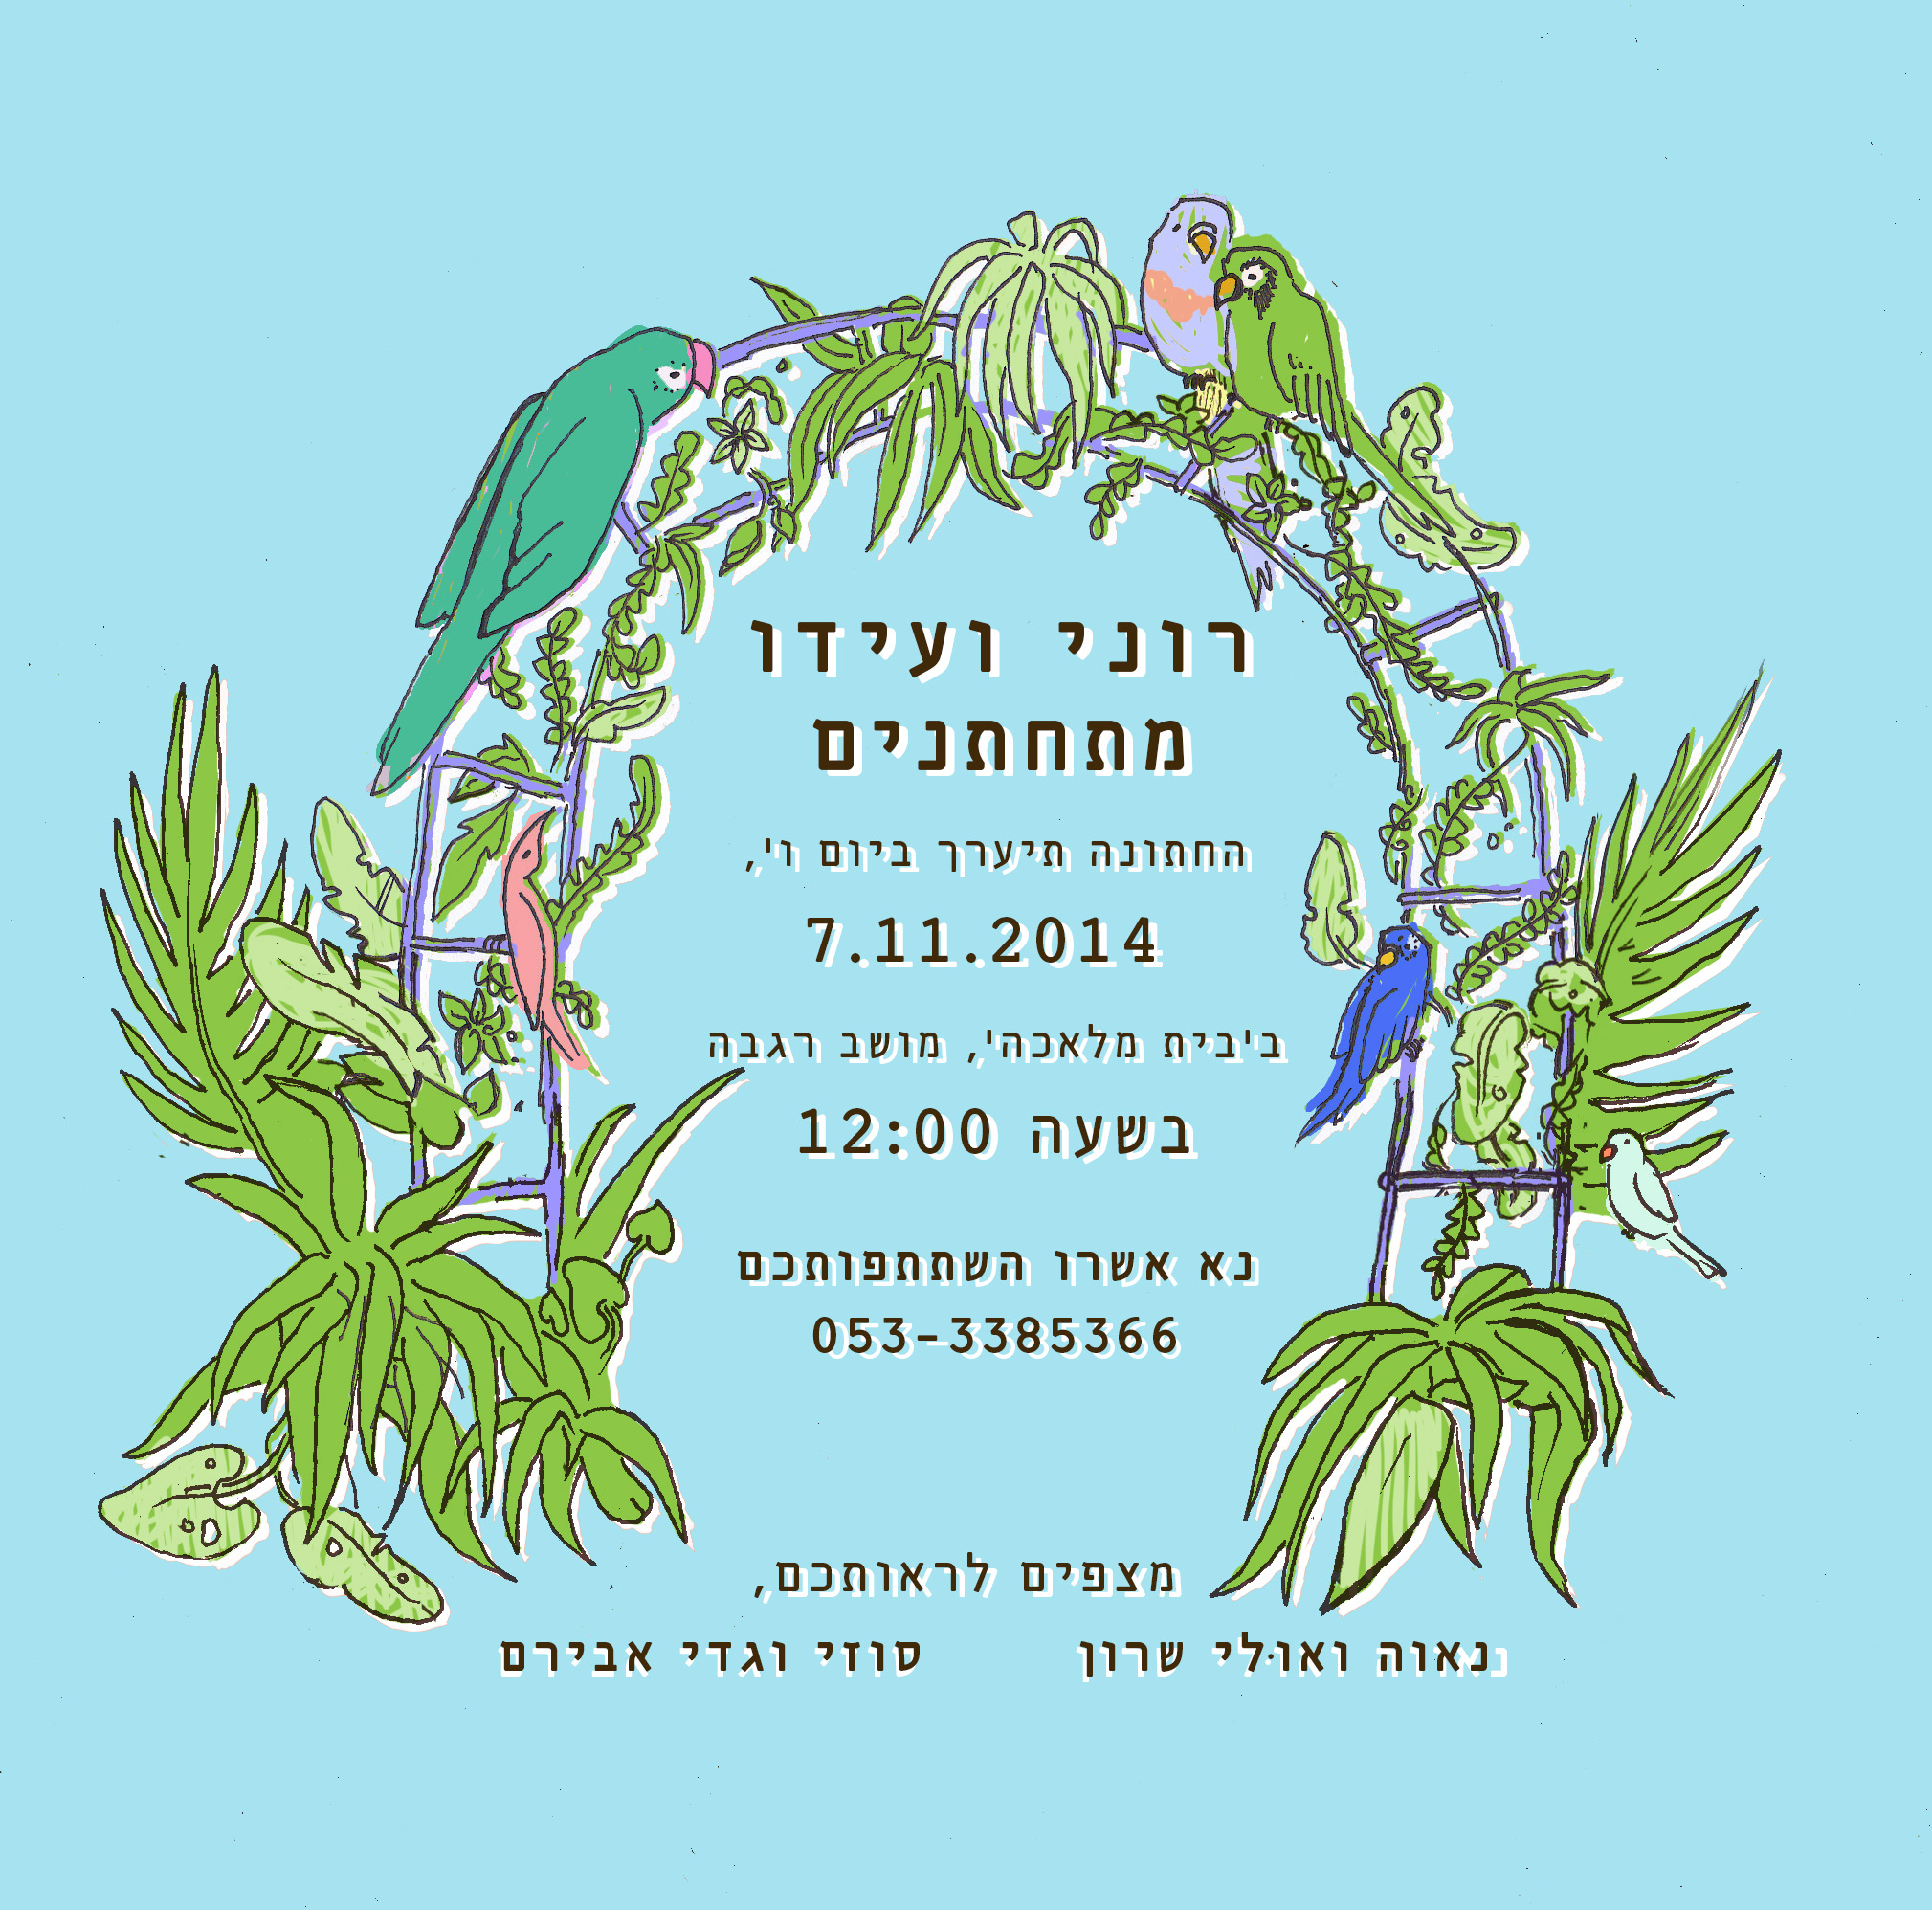 רוני ועידו
מתחתנים
החתונה תיערך ביום ו',
7.11.2014
ב'בית מלאכה', מושב רגבה
בשעה 12:00
נא אשרו השתתפותכם
053-3385366
מצפים לראותכם,
נאוה ואולי שרון סוזי וגדי אבירם